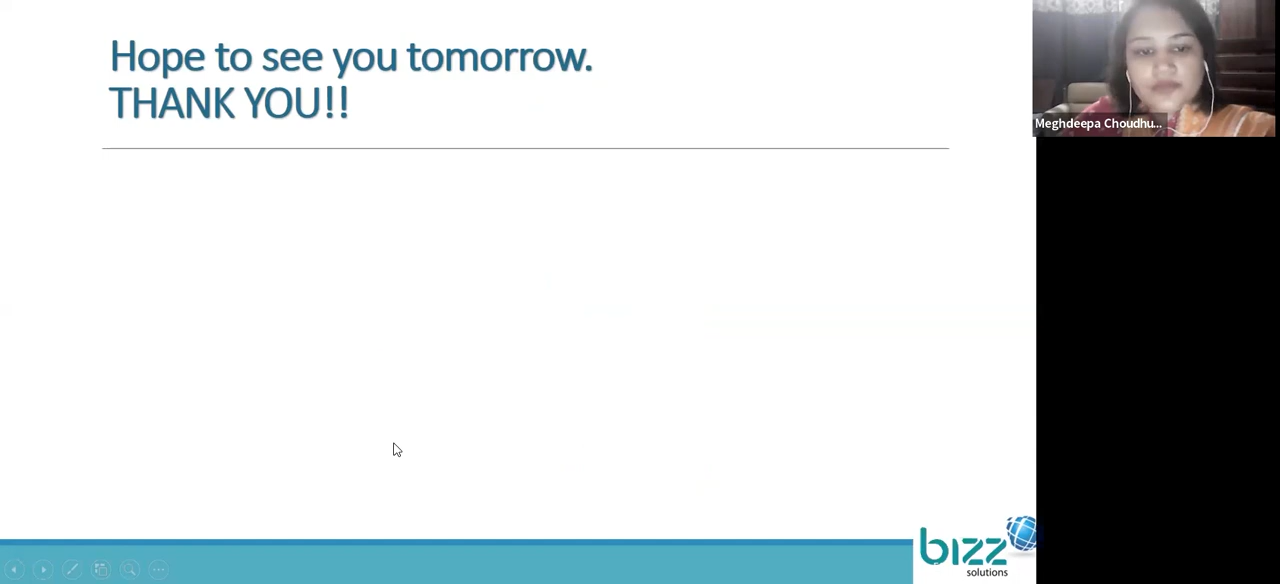 Hope to see you tomorrow.
THANK YOU!!
Meghdeepa Choudhu...
bizz
solutions